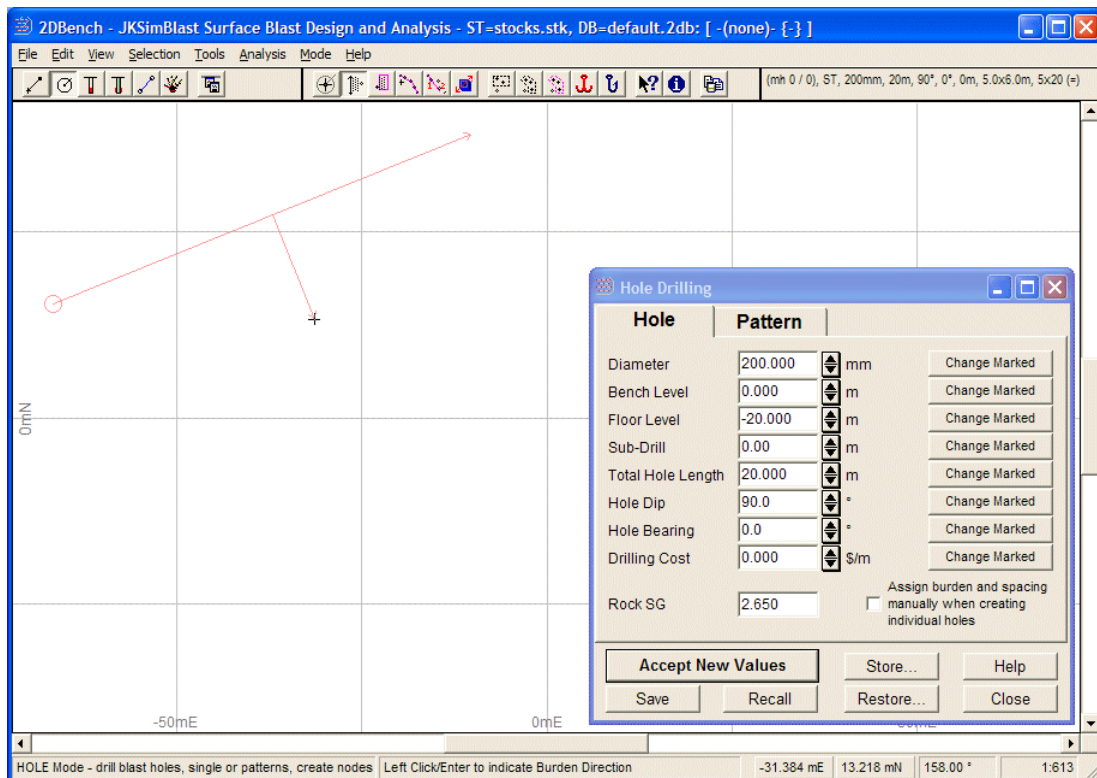 2DBench - JKSimBlast Surface Blast Design and Analysis - ST=stocks.stk, DB=default.2db: [ -(none)- {-} ]
File Edit View Selection Tools Analysis Mode Help
(mh 0 / 0), ST, 200mm, 20m, 90°, 0°, 0m, 5.0x6.0m, 5x20 (=)
0mN
Hole Drilling
Hole Pattern
Diameter 200.000 mm Change Marked
Bench Level 0.000 m Change Marked
Floor Level -20.000 m Change Marked
Sub-Drill 0.00 m Change Marked
Total Hole Length 20.000 m Change Marked
Hole Dip 90.0 ° Change Marked
Hole Bearing 0.0 ° Change Marked
Drilling Cost 0.000 $/m Change Marked
Rock SG 2.650
Assign burden and spacing
manually when creating
individual holes
Accept New Values Store... Help
Save Recall Restore... Close
-50mE 0mE
HOLE Mode - drill blast holes, single or patterns, create nodes Left Click/Enter to indicate Burden Direction -31.384 mE 13.218 mN 158.00 ° 1:613